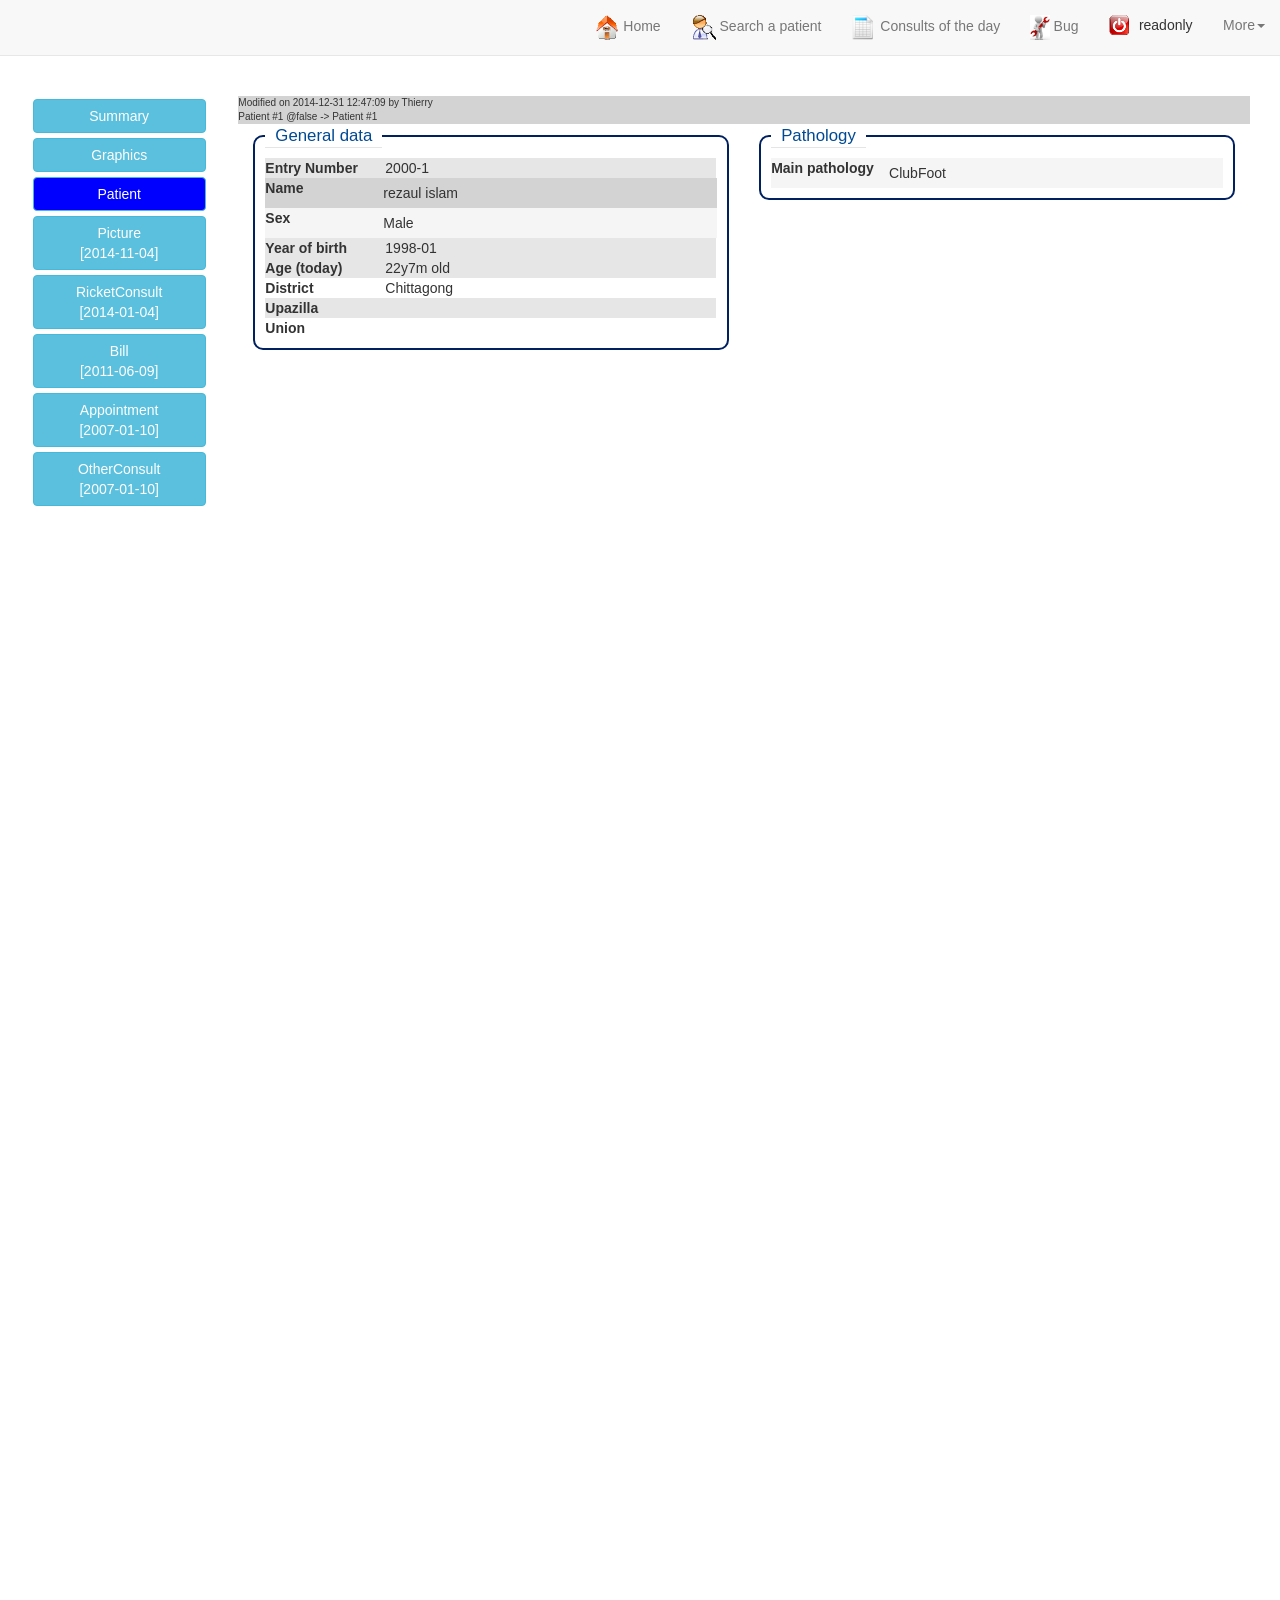 Home Search a patient Consults of the day Bug readonly More
Summary
Graphics
Patient
Picture
[2014-11-04]
RicketConsult
[2014-01-04]
Bill
[2011-06-09]
Appointment
[2007-01-10]
OtherConsult
[2007-01-10]
Modified on 2014-12-31 12:47:09 by Thierry
Patient #1 @false -> Patient #1
General data
Entry Number 2000-1
Name rezaul islam
Sex Male
Year of birth 1998-01
Age (today) 22y7m old
District Chittagong
Upazilla
Union
Pathology
Main pathology ClubFoot